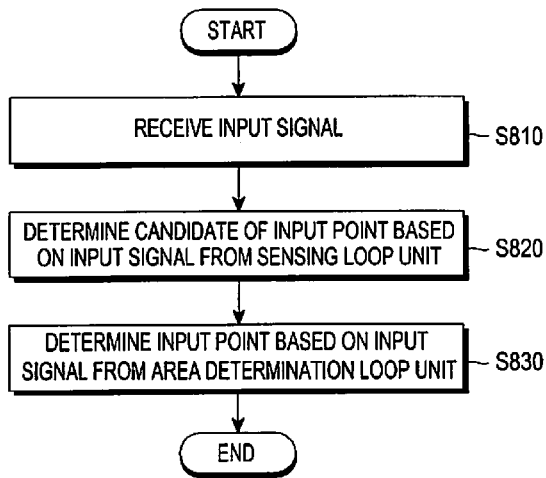 START
RECEIVE INPUT SIGNAL
S810
DETERMINE CANDIDATE OF INPUT POINT BASED
ON INPUT SIGNAL FROM SENSING LOOP UNIT
S820
DETERMINE INPUT POINT BASED ON INPUT
SIGNAL FROM AREA DETERMINATION LOOP UNIT
S830
END